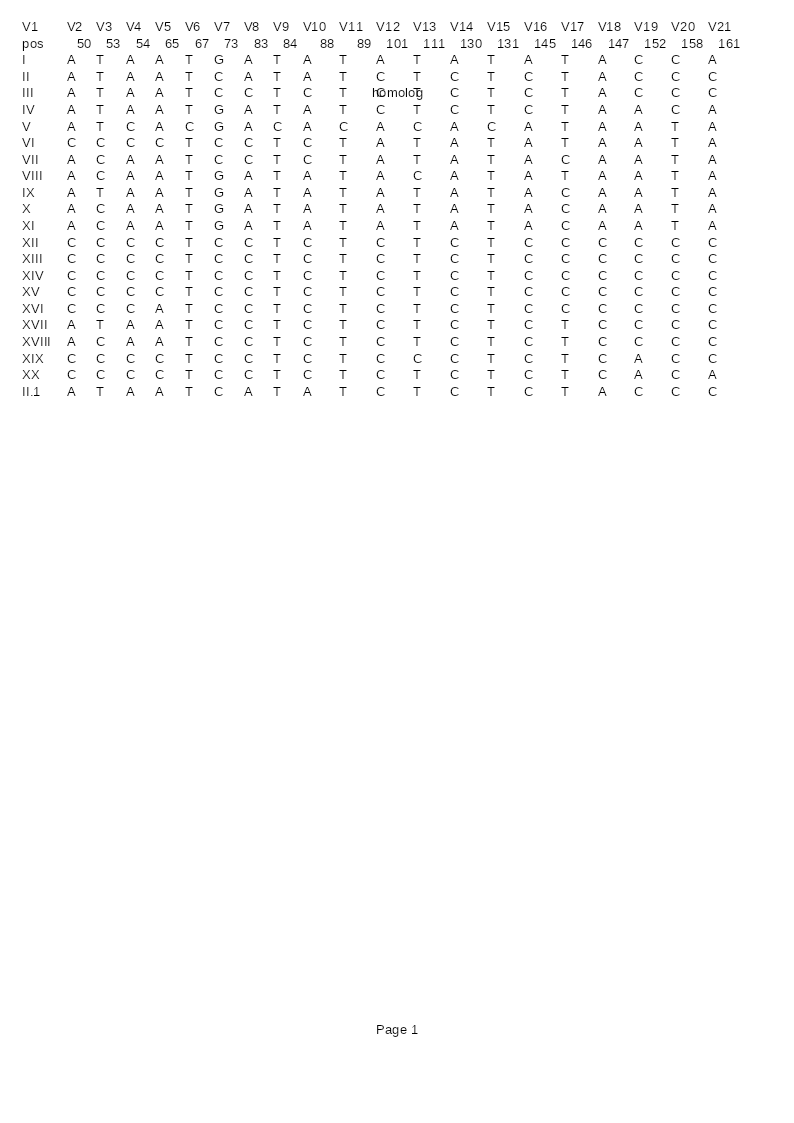 V1 V2 V3 V4 V5 V6 V7 V8 V9 V10 V11 V12 V13 V14 V15 V16 V17 V18 V19 V20 V21
pos 50 53 54 65 67 73 83 84 88 89 101 111 130 131 145 146 147 152 158 161
I A T A A T G A T A T A T A T A T A C C A
II A T A A T C A T A T C T C T C T A C C C
III A T A A T C C T C T C T C T C T A C C C
homolog
IV A T A A T G A T A T C T C T C T A A C A
V A T C A C G A C A C A C A C A T A A T A
VI C C C C T C C T C T A T A T A T A A T A
VII A C A A T C C T C T A T A T A C A A T A
VIII A C A A T G A T A T A C A T A T A A T A
IX A T A A T G A T A T A T A T A C A A T A
X A C A A T G A T A T A T A T A C A A T A
XI A C A A T G A T A T A T A T A C A A T A
XII C C C C T C C T C T C T C T C C C C C C
XIII C C C C T C C T C T C T C T C C C C C C
XIV C C C C T C C T C T C T C T C C C C C C
XV C C C C T C C T C T C T C T C C C C C C
XVI C C C A T C C T C T C T C T C C C C C C
XVII A T A A T C C T C T C T C T C T C C C C
XVIII A C A A T C C T C T C T C T C T C C C C
XIX C C C C T C C T C T C C C T C T C A C C
XX C C C C T C C T C T C T C T C T C A C A
II.1 A T A A T C A T A T C T C T C T A C C C
Page 1